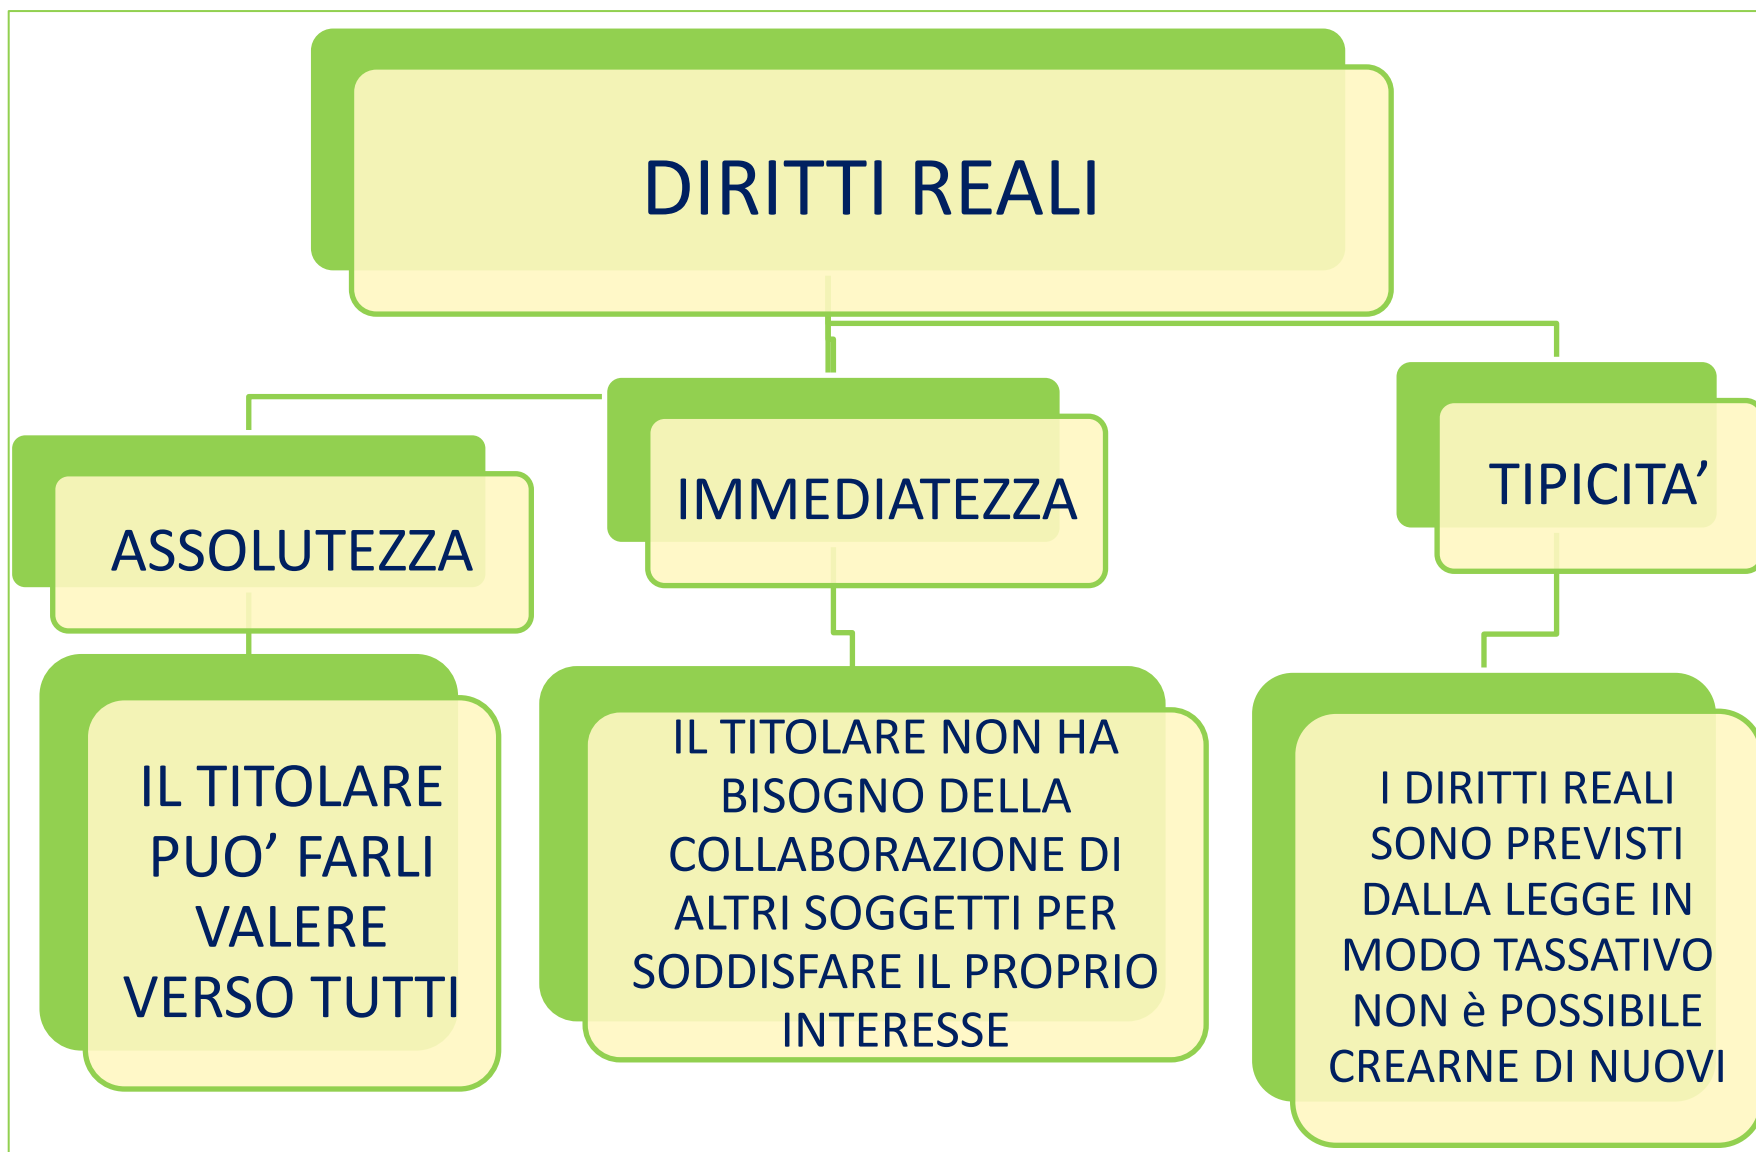 DIRITTI REALI
ASSOLUTEZZA
IMMEDIATEZZA
TIPICITA’
IL TITOLARE
PUO’ FARLI
VALERE
VERSO TUTTI
IL TITOLARE NON HA
BISOGNO DELLA
COLLABORAZIONE DI
ALTRI SOGGETTI PER
SODDISFARE IL PROPRIO
INTERESSE
I DIRITTI REALI
SONO PREVISTI
DALLA LEGGE IN
MODO TASSATIVO
NON è POSSIBILE
CREARNE DI NUOVI